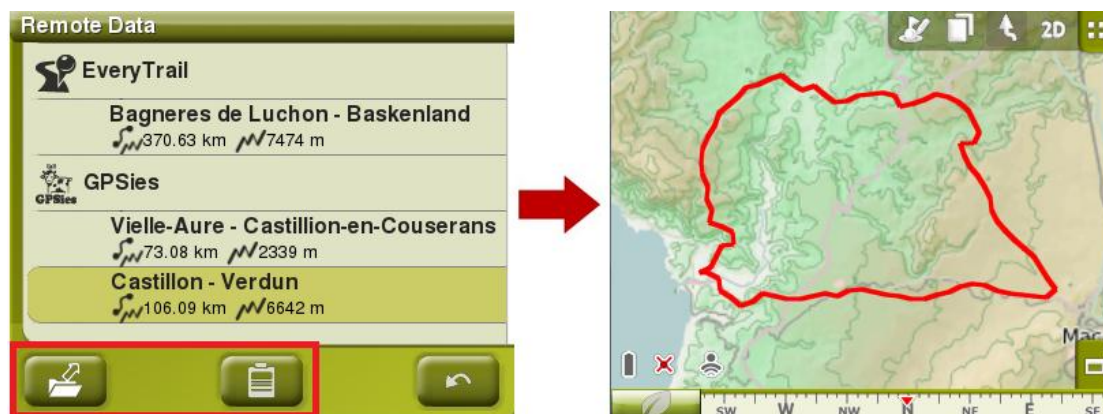 Remote Data
EveryTrail
Bagneres de Luchon - Baskenland
370.63 km 7474 m
GPSies
GPSies
Vielle-Aure - Castillion-en-Couserans
73.08 km 2339 m
Castillon - Verdun
106.09 km 6642 m
2D
Mac
SW W NW N NE E SE